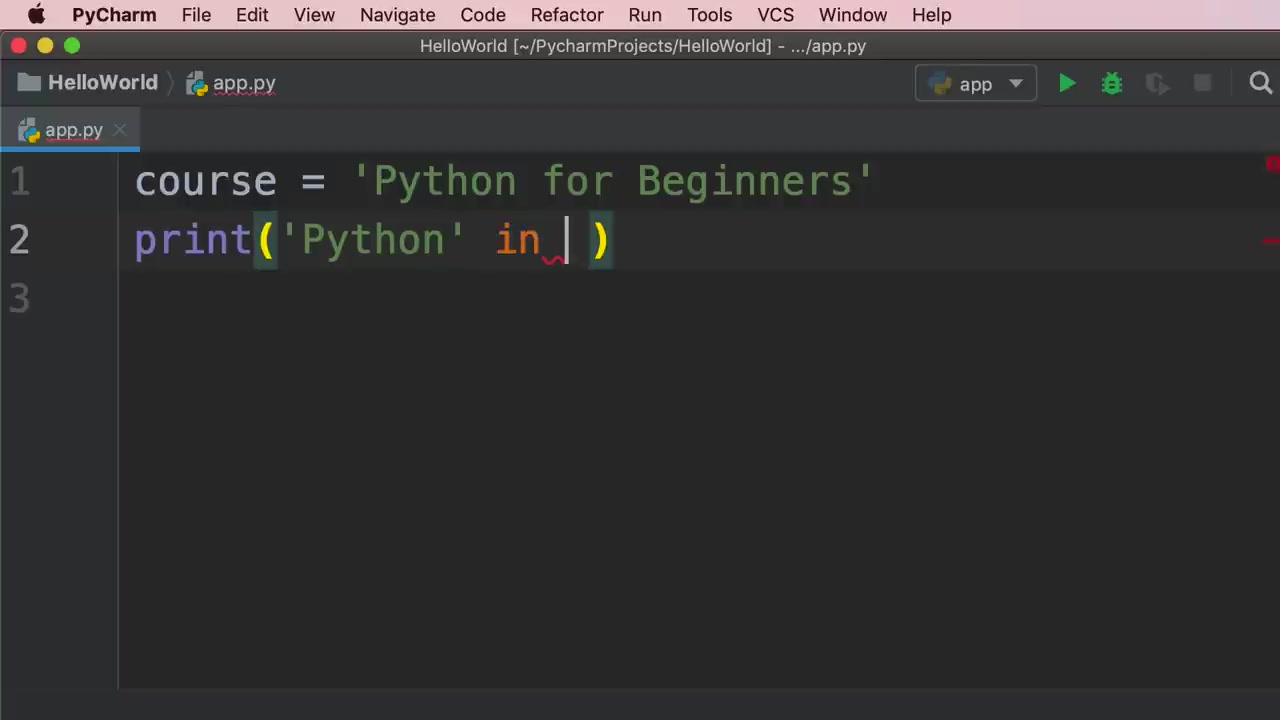 PyCharm File Edit View Navigate Code Refactor Run Tools VCS Window Help
HelloWorld [~/PycharmProjects/HelloWorld] - .../app.py
HelloWorld app.py app
app.py
1 course = 'Python for Beginners'
2 print('Python' in )
3